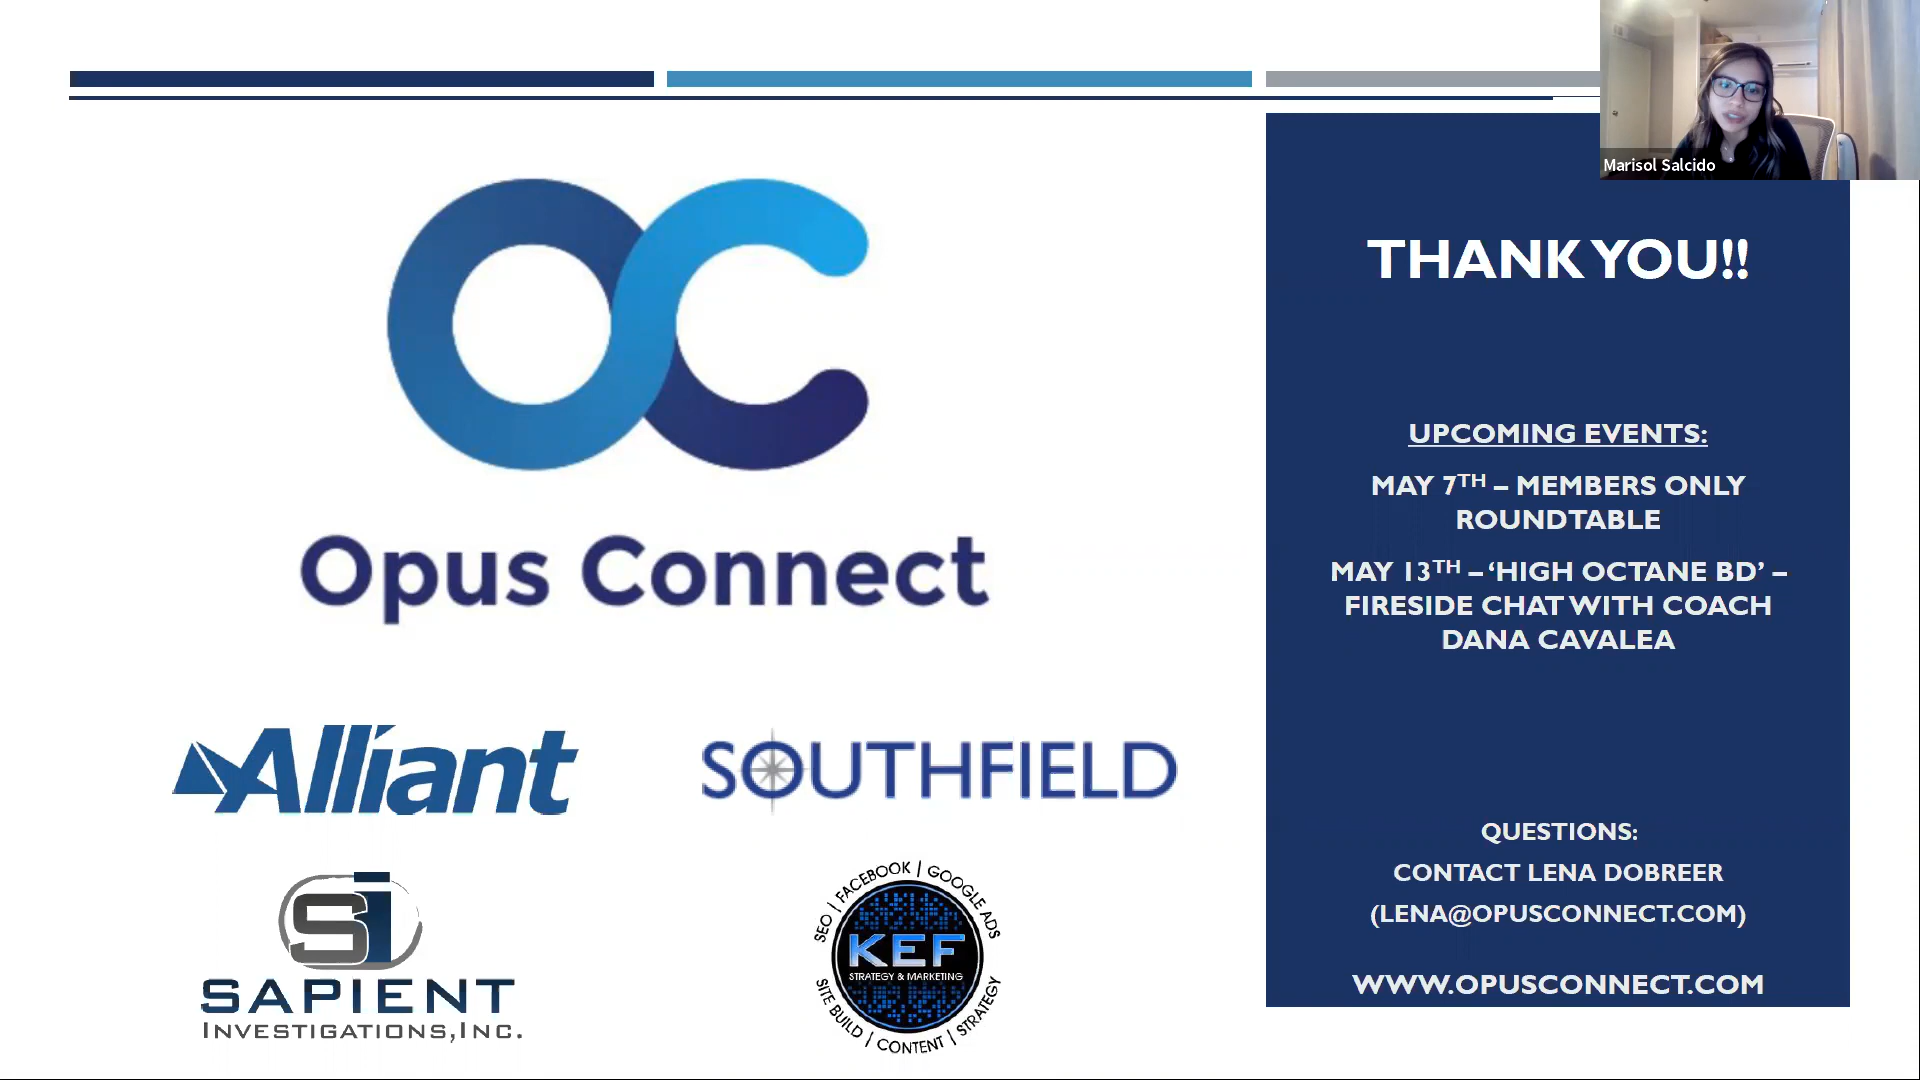 Marisol Salcido
THANK YOU!!
UPCOMING EVENTS:
MAY 7TH – MEMBERS ONLY
ROUNDTABLE
MAY 13TH – ‘HIGH OCTANE BD’ –
FIRESIDE CHAT WITH COACH
DANA CAVALEA
QUESTIONS:
CONTACT LENA DOBREER
(LENA@OPUSCONNECT.COM)
WWW.OPUSCONNECT.COM
OC
Opus Connect
Alliant
SOUTHFIELD
SI
SAPIENT
INVESTIGATIONS, INC.
SEO | FACEBOOK | GOOGLE ADS
KEF
STRATEGY & MARKETING
SITE BUILD | CONTENT | STRATEGY